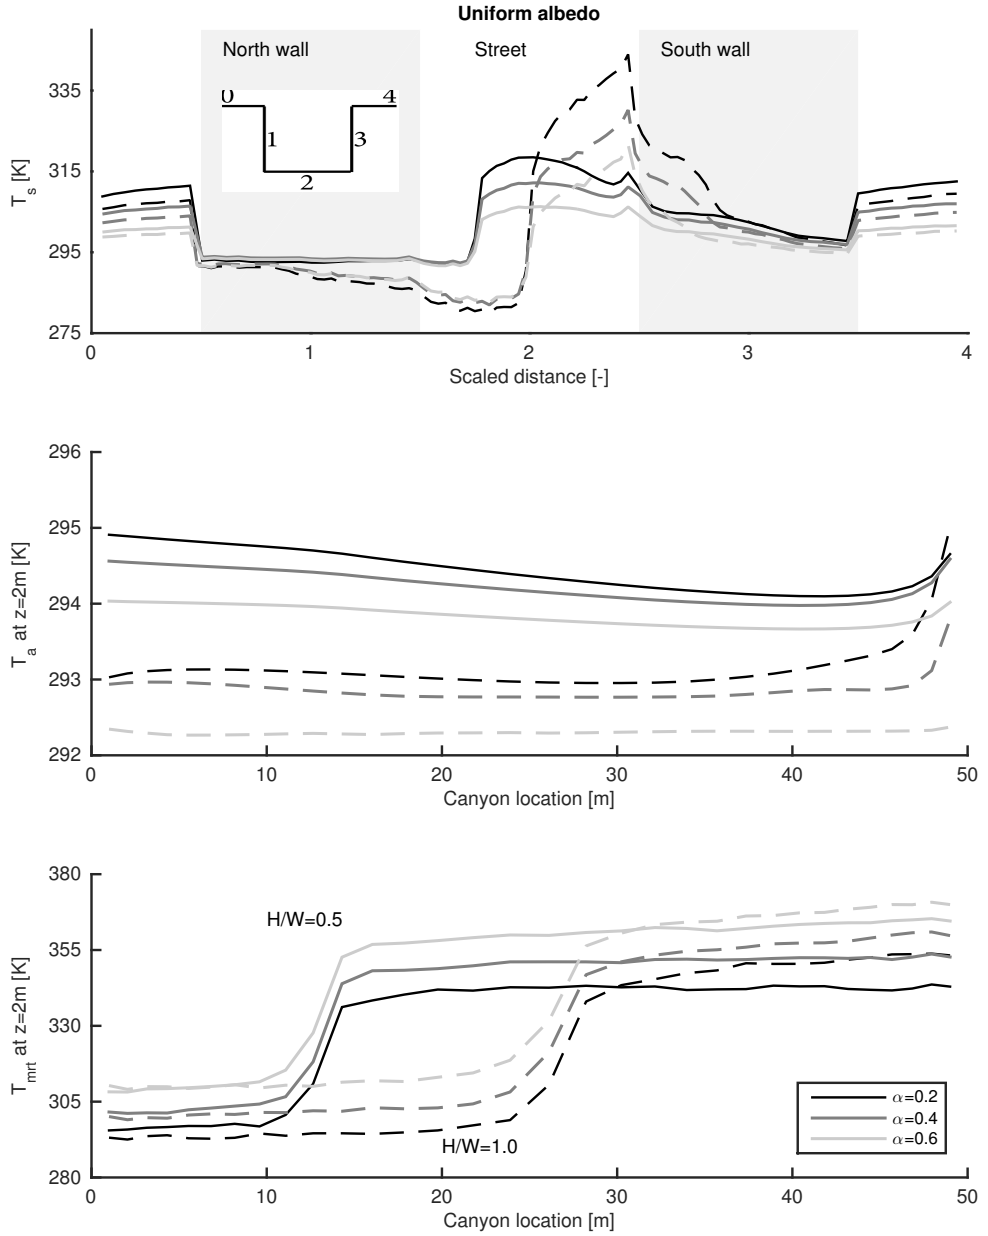 Uniform albedo
North wall
Street
South wall
0
4
1
3
2
335
315
295
275
T_s [K]
0
1
2
3
4
Scaled distance [-]
296
295
294
293
292
T_a at z=2m [K]
0
10
20
30
40
50
Canyon location [m]
380
355
330
305
280
T_mrt at z=2m [K]
H/W=0.5
H/W=1.0
α=0.2
α=0.4
α=0.6
0
10
20
30
40
50
Canyon location [m]